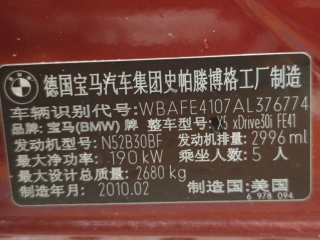 德国宝马汽车集团史帕滕博格工厂制造
车辆识别代号: WBAFE4107AL376774
品牌: 宝马(BMW) 牌 整车型号: X5 xDrive30i FE41
发动机型号: N52B30BF 发动机排量: 2996 ml
最大净功率: 190 kW 乘坐人数: 5 人
最大设计总质量: 2680 kg
制造年月: 2010.02 制造国: 美国
6 978 094